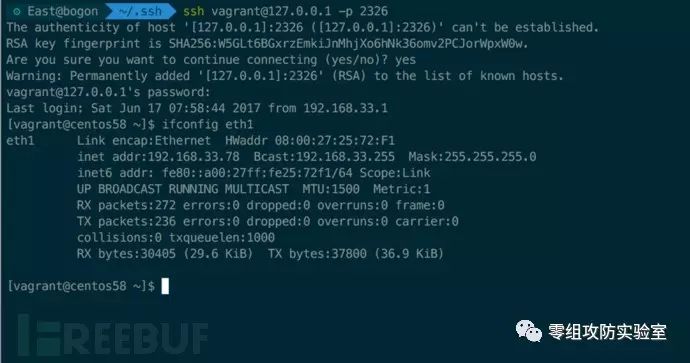 East@bogon ~/.ssh ssh vagrant@127.0.0.1 -p 2326
The authenticity of host '[127.0.0.1]:2326 ([127.0.0.1]:2326)' can't be established.
RSA key fingerprint is SHA256:W5GLt6BGxrzEmkiJnMhjXo6hNk36omv2PCJorWpxW0w.
Are you sure you want to continue connecting (yes/no)? yes
Warning: Permanently added '[127.0.0.1]:2326' (RSA) to the list of known hosts.
vagrant@127.0.0.1's password:
Last login: Sat Jun 17 07:58:44 2017 from 192.168.33.1
[vagrant@centos58 ~]$ ifconfig eth1
eth1 Link encap:Ethernet HWaddr 08:00:27:25:72:F1
inet addr:192.168.33.78 Bcast:192.168.33.255 Mask:255.255.255.0
inet6 addr: fe80::a00:27ff:fe25:72f1/64 Scope:Link
UP BROADCAST RUNNING MULTICAST MTU:1500 Metric:1
RX packets:272 errors:0 dropped:0 overruns:0 frame:0
TX packets:236 errors:0 dropped:0 overruns:0 carrier:0
collisions:0 txqueuelen:1000
RX bytes:30405 (29.6 KiB) TX bytes:37800 (36.9 KiB)
[vagrant@centos58 ~]$
FREEBUF
零组攻防实验室